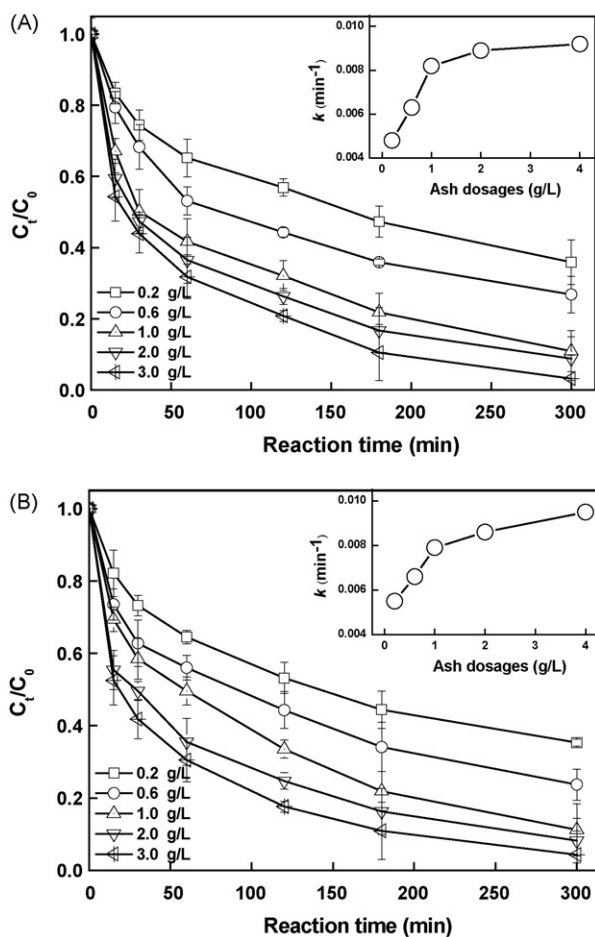 (A)
1.0
0.8
0.6
0.4
0.2
0.0
C_t/C_0
0.010
0.008
0.006
0.004
k (min⁻¹)
0 1 2 3 4
Ash dosages (g/L)
0.2 g/L
0.6 g/L
1.0 g/L
2.0 g/L
3.0 g/L
0 50 100 150 200 250 300
Reaction time (min)
(B)
1.0
0.8
0.6
0.4
0.2
0.0
C_t/C_0
0.010
0.008
0.006
0.004
k (min⁻¹)
0 1 2 3 4
Ash dosages (g/L)
0.2 g/L
0.6 g/L
1.0 g/L
2.0 g/L
3.0 g/L
0 50 100 150 200 250 300
Reaction time (min)